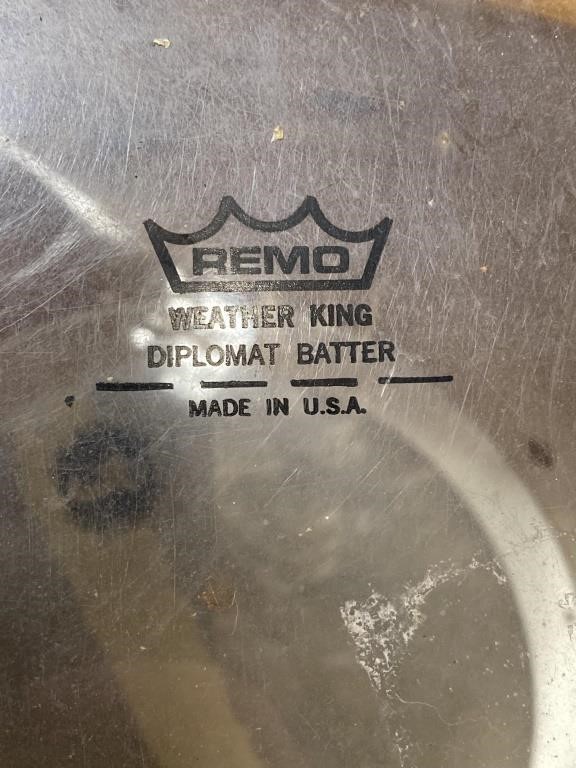 REMO
WEATHER KING
DIPLOMAT BATTER
MADE IN U.S.A.